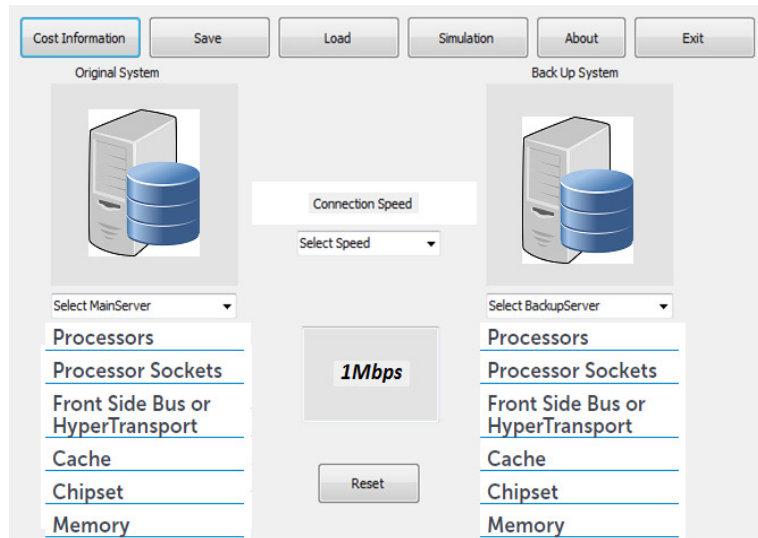 Cost Information
Save
Load
Simulation
About
Exit
Original System
Back Up System
Connection Speed
Select Speed
Select MainServer
Select BackupServer
Processors
Processor Sockets
Front Side Bus or
HyperTransport
Cache
Chipset
Memory
1Mbps
Reset
Processors
Processor Sockets
Front Side Bus or
HyperTransport
Cache
Chipset
Memory